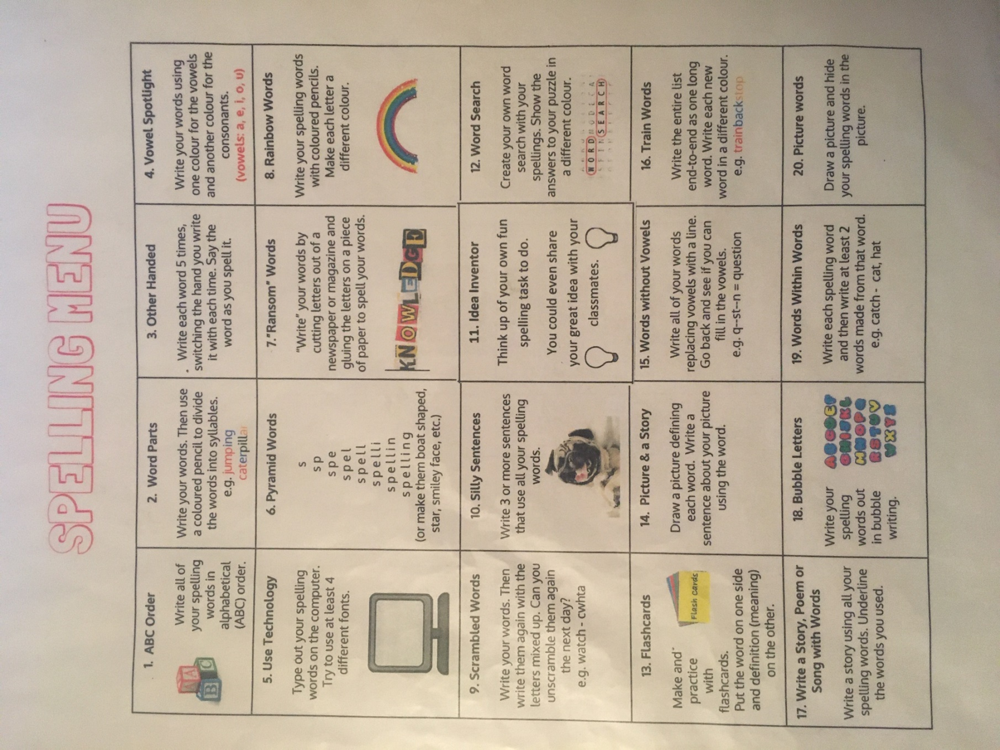 SPELLING MENU
1. ABC Order
Write all of
your spelling
words in
alphabetical
(ABC) order.
A
B
C
2. Word Parts
Write your words. Then use
a coloured pencil to divide
the words into syllables.
e.g. jumping
caterpillar
3. Other Handed
. Write each word 5 times,
switching the hand you write
it with each time. Say the
word as you spell it.
4. Vowel Spotlight
Write your words using
one colour for the vowels
and another colour for the
consonants.
(vowels: a, e, i, o, u)
5. Use Technology
Type out your spelling
words on the computer.
Try to use at least 4
different fonts.
6. Pyramid Words
s
s p
s p e
s p e l
s p e l l
s p e l l i
s p e l l i n
s p e l l i n g
(or make them boat shaped,
star, smiley face, etc.)
7."Ransom" Words
"Write" your words by
cutting letters out of a
newspaper or magazine and
gluing the letters on a piece
of paper to spell your words.
KNOWLEDGE
8. Rainbow Words
Write your spelling words
with coloured pencils.
Make each letter a
different colour.
9. Scrambled Words
Write your words. Then
write them again with the
letters mixed up. Can you
unscramble them again
the next day?
e.g. watch - cwhta
10. Silly Sentences
Write 3 or more sentences
that use all your spelling
words.
11. Idea Inventor
Think up of your own fun
spelling task to do.
You could even share
your great idea with your
classmates.
12. Word Search
Create your own word
search with your
spellings. Show the
answers to your puzzle in
a different colour.
WORD
SEARCH
13. Flashcards
Make and
practice
with
flashcards.
Flash Cards
Put the word on one side
and definition (meaning)
on the other.
14. Picture & a Story
Draw a picture defining
each word. Write a
sentence about your picture
using the word.
15. Words without Vowels
Write all of your words
replacing vowels with a line.
Go back and see if you can
fill in the vowels.
e.g. q--st--n = question
16. Train Words
Write the entire list
end-to-end as one long
word. Write each new
word in a different colour.
e.g. trainbackstop
17. Write a Story, Poem or
Song with Words
Write a story using all your
spelling words. Underline
the words you used.
18. Bubble Letters
Write your
spelling
words out
in bubble
writing.
ABCDEF
GHIJKL
MNOPQ
RSTUV
WXYZ
19. Words Within Words
Write each spelling word
and then write at least 2
words made from that word.
e.g. catch - cat, hat
20. Picture words
Draw a picture and hide
your spelling words in the
picture.